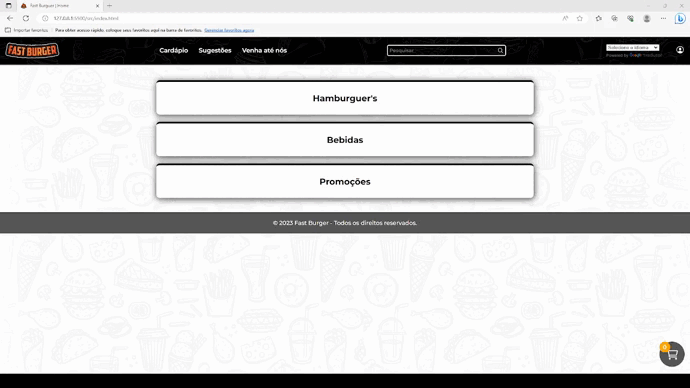 Fast Burguer | Home
127.0.0.1:5500/src/index.html
Importar favoritos
Para obter acesso rápido, coloque seus favoritos aqui na barra de favoritos. Gerenciar favoritos agora
FAST BURGER
Cardápio Sugestões Venha até nós
Pesquisar
Selecione o idioma
Powered by Google Tradutor
Hamburguer's
Bebidas
Promoções
© 2023 Fast Burger - Todos os direitos reservados.
0